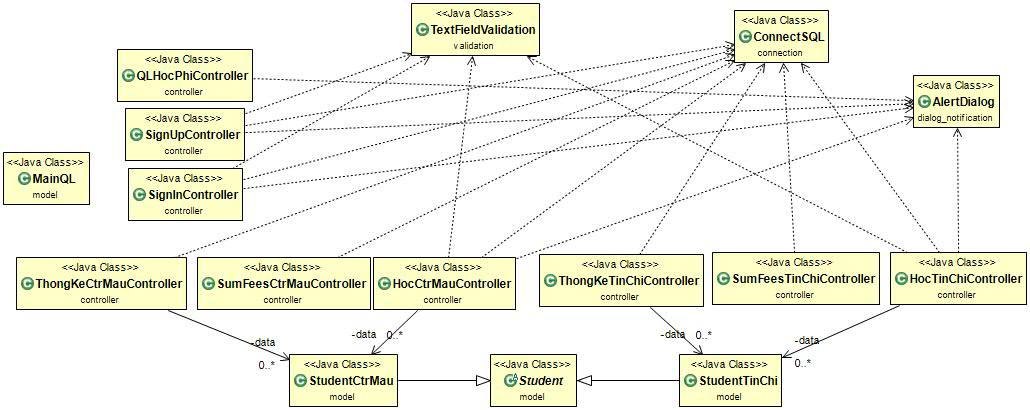 <<Java Class>>
TextFieldValidation
validation
<<Java Class>>
ConnectSQL
connection
<<Java Class>>
QLHocPhiController
controller
<<Java Class>>
AlertDialog
dialog_notification
<<Java Class>>
SignUpController
controller
<<Java Class>>
MainQL
model
<<Java Class>>
SignInController
controller
<<Java Class>>
ThongKeCtrMauController
controller
<<Java Class>>
SumFeesCtrMauController
controller
<<Java Class>>
HocCtrMauController
controller
<<Java Class>>
ThongKeTinChiController
controller
<<Java Class>>
SumFeesTinChiController
controller
<<Java Class>>
HocTinChiController
controller
-data
0..*
-data
0..*
-data
0..*
-data
0..*
<<Java Class>>
StudentCtrMau
model
<<Java Class>>
Student
model
<<Java Class>>
StudentTinChi
model